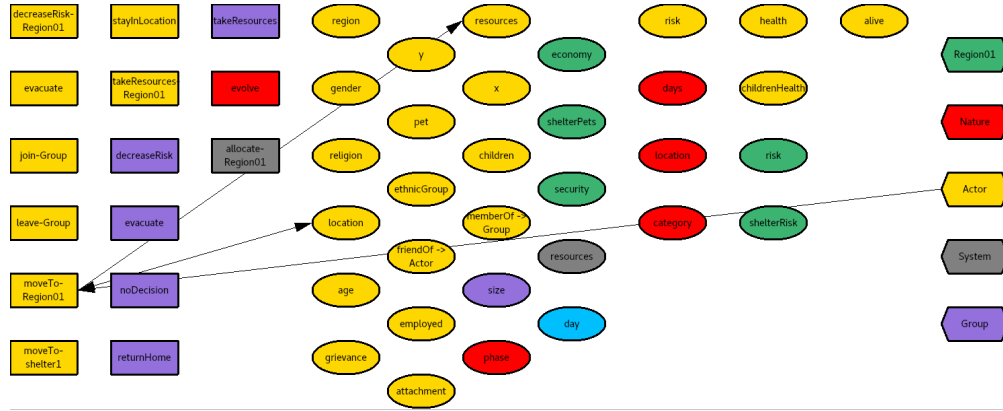 decreaseRisk-
Region01
stayInLocation
takeResources
region
resources
risk
health
alive
y
economy
Region01
evacuate
takeResources-
Region01
evolve
gender
x
days
childrenHealth
pet
shelterPets
Nature
join-Group
decreaseRisk
allocate-
Region01
religion
children
location
risk
ethnicGroup
security
Actor
leave-Group
evacuate
location
memberOf ->
Group
category
shelterRisk
friendOf ->
Actor
resources
System
moveTo-
Region01
noDecision
age
size
employed
day
Group
moveTo-
shelter1
returnHome
grievance
phase
attachment